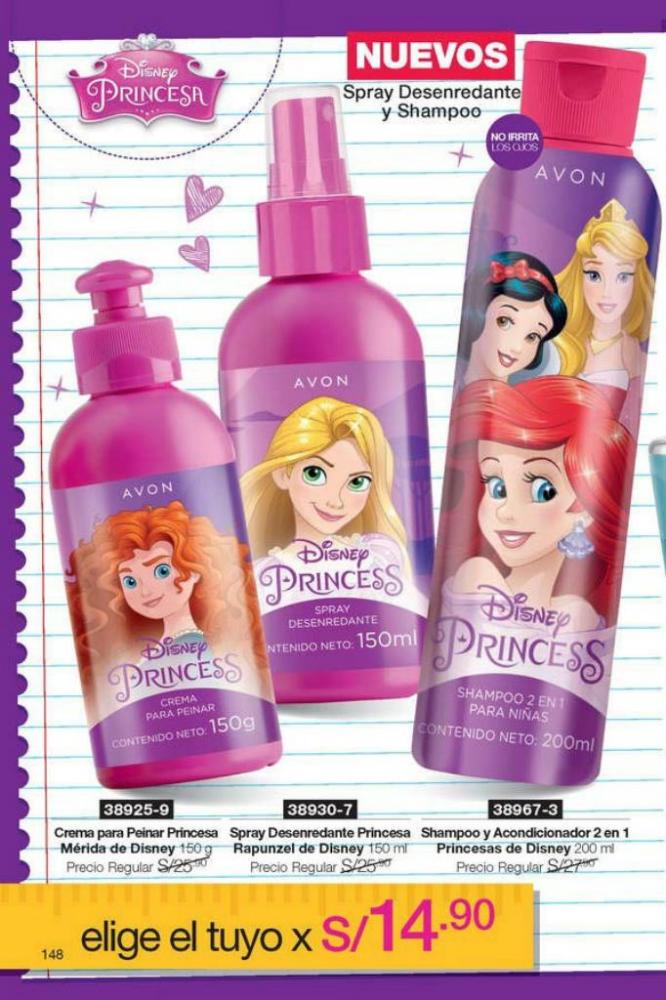 Disney
PRINCESA
NUEVOS
Spray Desenredante
y Shampoo
NO IRRITA
LOS OJOS
AVON
AVON
AVON
Disney
PRINCESS
SPRAY
DESENREDANTE
NTENIDO NETO: 150ml
Disney
PRINCESS
CREMA
PARA PEINAR
CONTENIDO NETO: 150g
Disney
PRINCESS
SHAMPOO 2 EN 1
PARA NIÑAS
CONTENIDO NETO: 200ml
38925-9
Crema para Peinar Princesa
Mérida de Disney 150 g
Precio Regular S/25.90
38930-7
Spray Desenredante Princesa
Rapunzel de Disney 150 ml
Precio Regular S/25.90
38967-3
Shampoo y Acondicionador 2 en 1
Princesas de Disney 200 ml
Precio Regular S/27.90
elige el tuyo x S/14.90
148